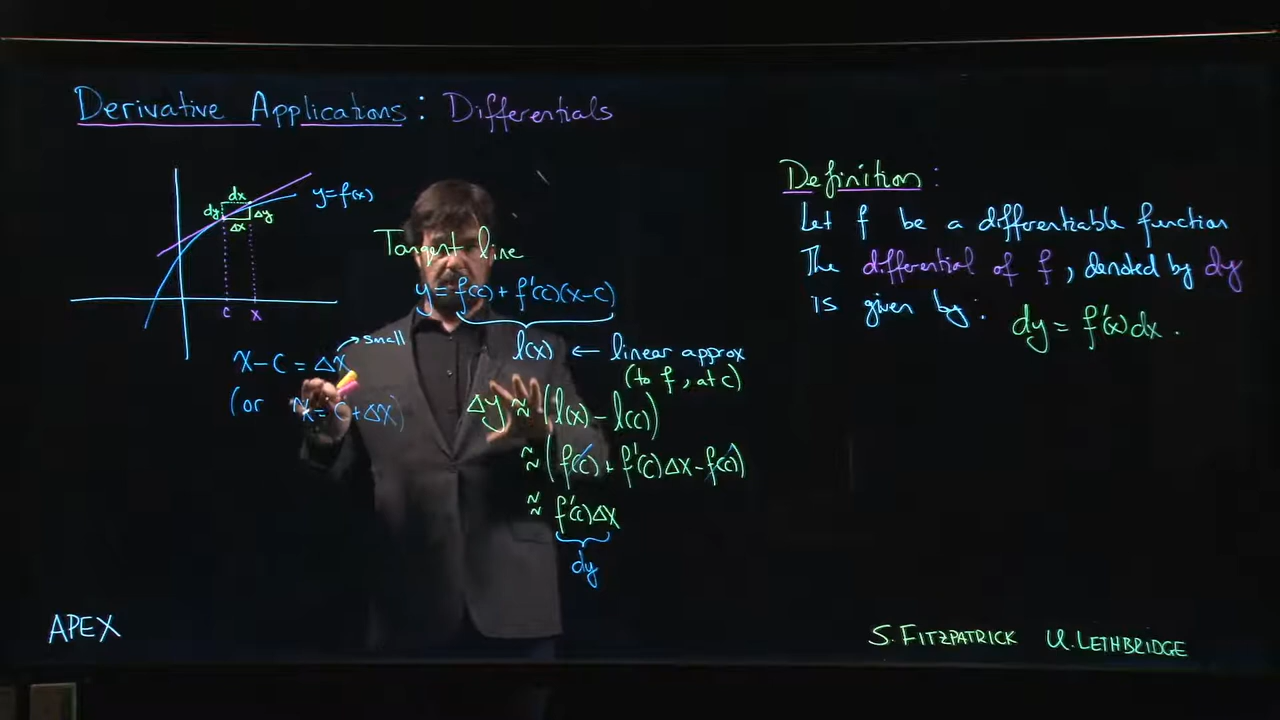 Derivative Applications: Differentials
y=f(x)
dx
dy
Δy
Δx
c
x
Tangent line
y = f(c) + f'(c)(x-c)
l(x) ← linear approx
(to f, at c)
x-c = Δx → small
(or x = c+Δx)
Δy ≈ (l(x) - l(c))
≈ (f(c) + f'(c)Δx - f(c))
≈ f'(c)Δx
dy
Definition:
Let f be a differentiable function
The differential of f, denoted by dy
is given by: dy = f'(x)dx.
APEX
S. FITZPATRICK U. LETHBRIDGE